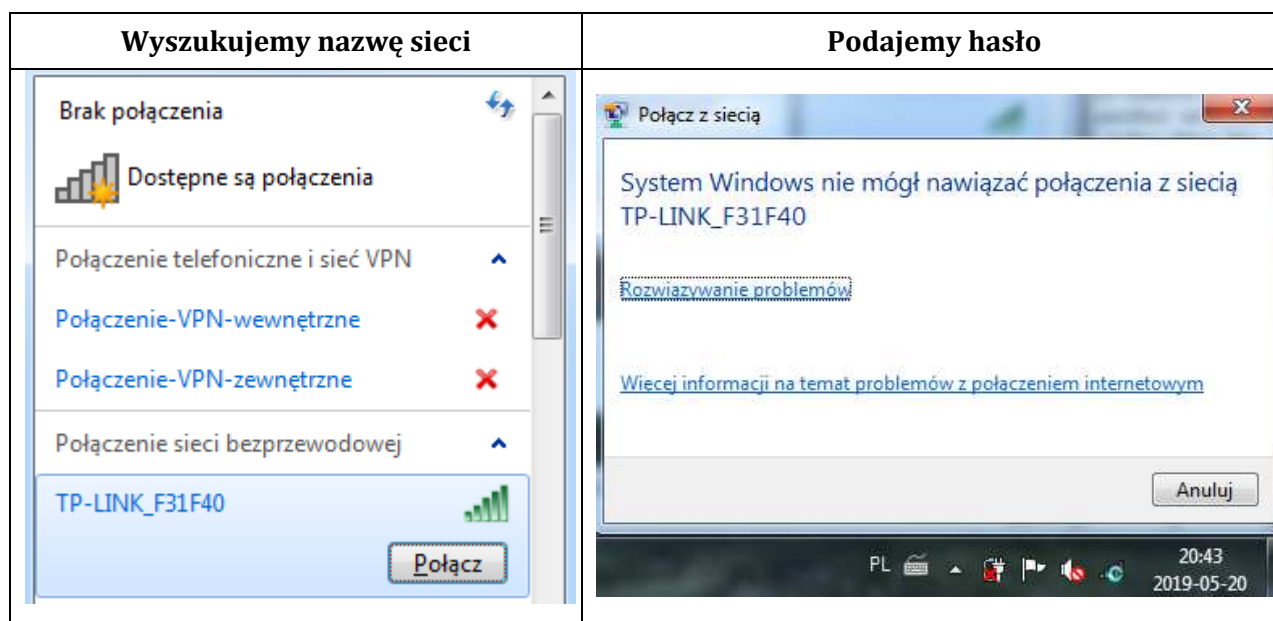 Wyszukujemy nazwę sieci
Podajemy hasło
Brak połączenia
Dostępne są połączenia
Połączenie telefoniczne i sieć VPN
Połączenie-VPN-wewnętrzne
Połączenie-VPN-zewnętrzne
Połączenie sieci bezprzewodowej
TP-LINK_F31F40
Połącz
Połącz z siecią
System Windows nie mógł nawiązać połączenia z siecią
TP-LINK_F31F40
Rozwiązywanie problemów
Więcej informacji na temat problemów z połączeniem internetowym
Anuluj
PL
20:43
2019-05-20